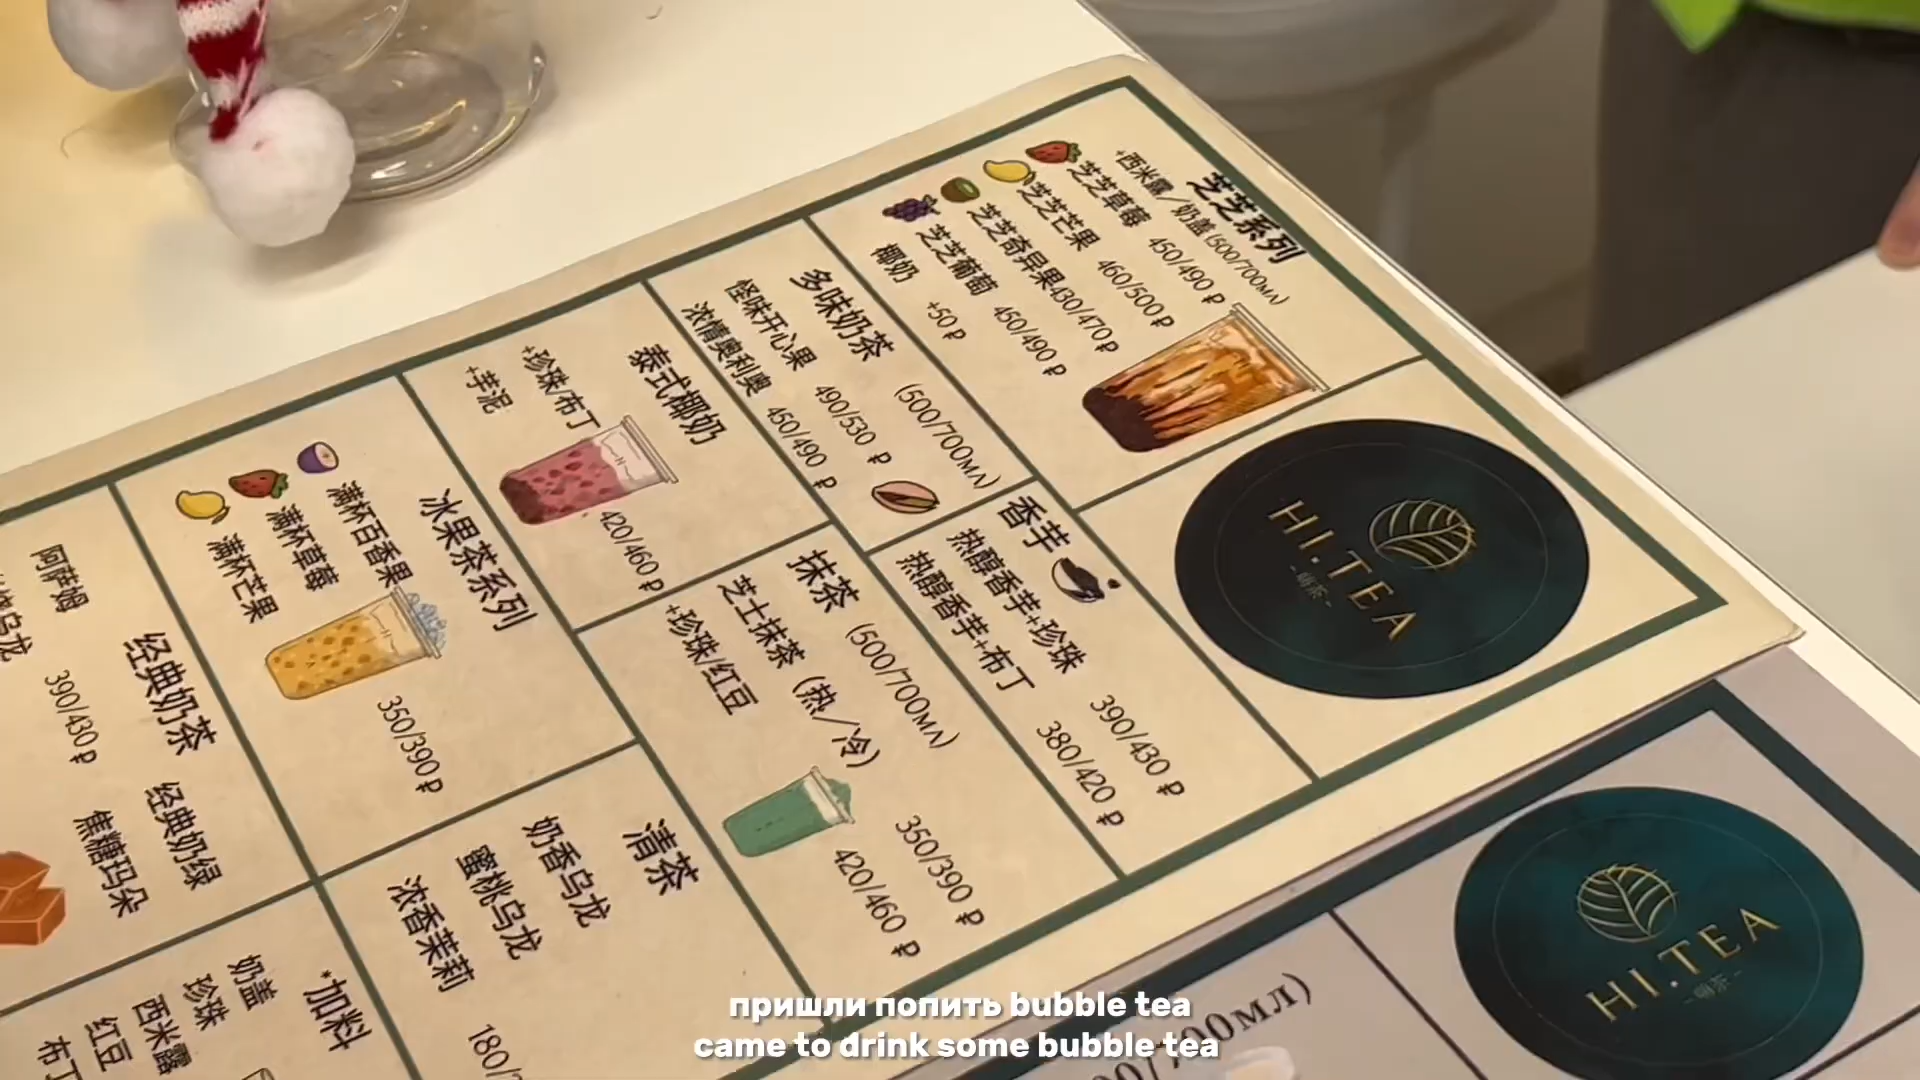 芝芝系列
+西米露/奶盖(500/700мл)
芝芝草莓 450/490 ₽
芝芝芒果 460/500 ₽
芝芝奇异果 430/470 ₽
芝芝葡萄 450/490 ₽
椰奶 +50 ₽
多味奶茶 (500/700мл)
怪味开心果 490/530 ₽
浓情奥利奥 450/490 ₽
香芋
热醇香芋+珍珠 390/430 ₽
热醇香芋+布丁 380/420 ₽
泰式椰奶
+珍珠/布丁
+芋泥
420/460 ₽
抹茶 (500/700мл)
芝士抹茶 (热/冷) 350/390 ₽
+珍珠/红豆 420/460 ₽
冰果茶系列
满杯百香果
满杯草莓
满杯芒果
350/390 ₽
清茶
奶香乌龙
蜜桃乌龙
浓香茉莉
180/
经典奶茶
经典奶绿
阿萨姆
焦糖玛朵
乌龙
390/430 ₽
*加料
奶盖
珍珠
西米露
红豆
布丁
HI.TEA
HI.TEA
00/700мл)
пришли попить bubble tea
came to drink some bubble tea